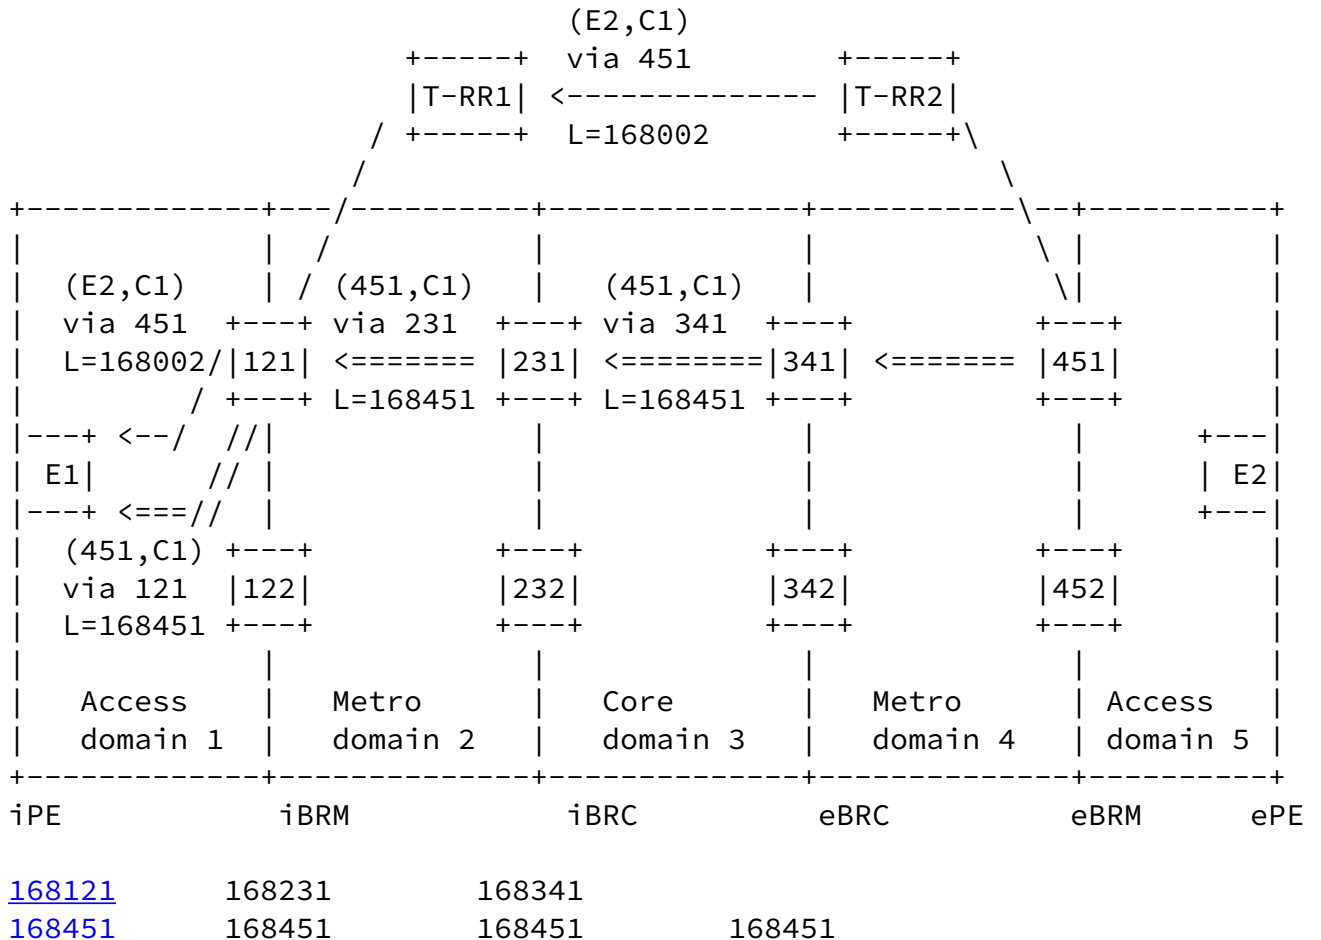 (E2,C1)
+-----+ via 451 +-----+
|T-RR1| <-------------- |T-RR2|
/ +-----+ L=168002 +-----+\
/ \
+-------------+---/----------+--------------+-----------\--+----------+
| | / | | \ | |
| (E2,C1) | / (451,C1) | (451,C1) | \| |
| via 451 +---+ via 231 +---+ via 341 +---+ +---+ |
| L=168002/|121| <======= |231| <========|341| <======= |451| |
| / +---+ L=168451 +---+ L=168451 +---+ +---+ |
|---+ <--/ //| | | | +---|
| E1| // | | | | | E2|
|---+ <===// | | | | +---|
| (451,C1) +---+ +---+ +---+ +---+ |
| via 121 |122| |232| |342| |452| |
| L=168451 +---+ +---+ +---+ +---+ |
| | | | | |
| Access | Metro | Core | Metro | Access |
| domain 1 | domain 2 | domain 3 | domain 4 | domain 5 |
+-------------+-------------+--------------+-------------+----------+
iPE iBRM iBRC eBRC eBRM ePE
168121 168231 168341
168451 168451 168451 168451